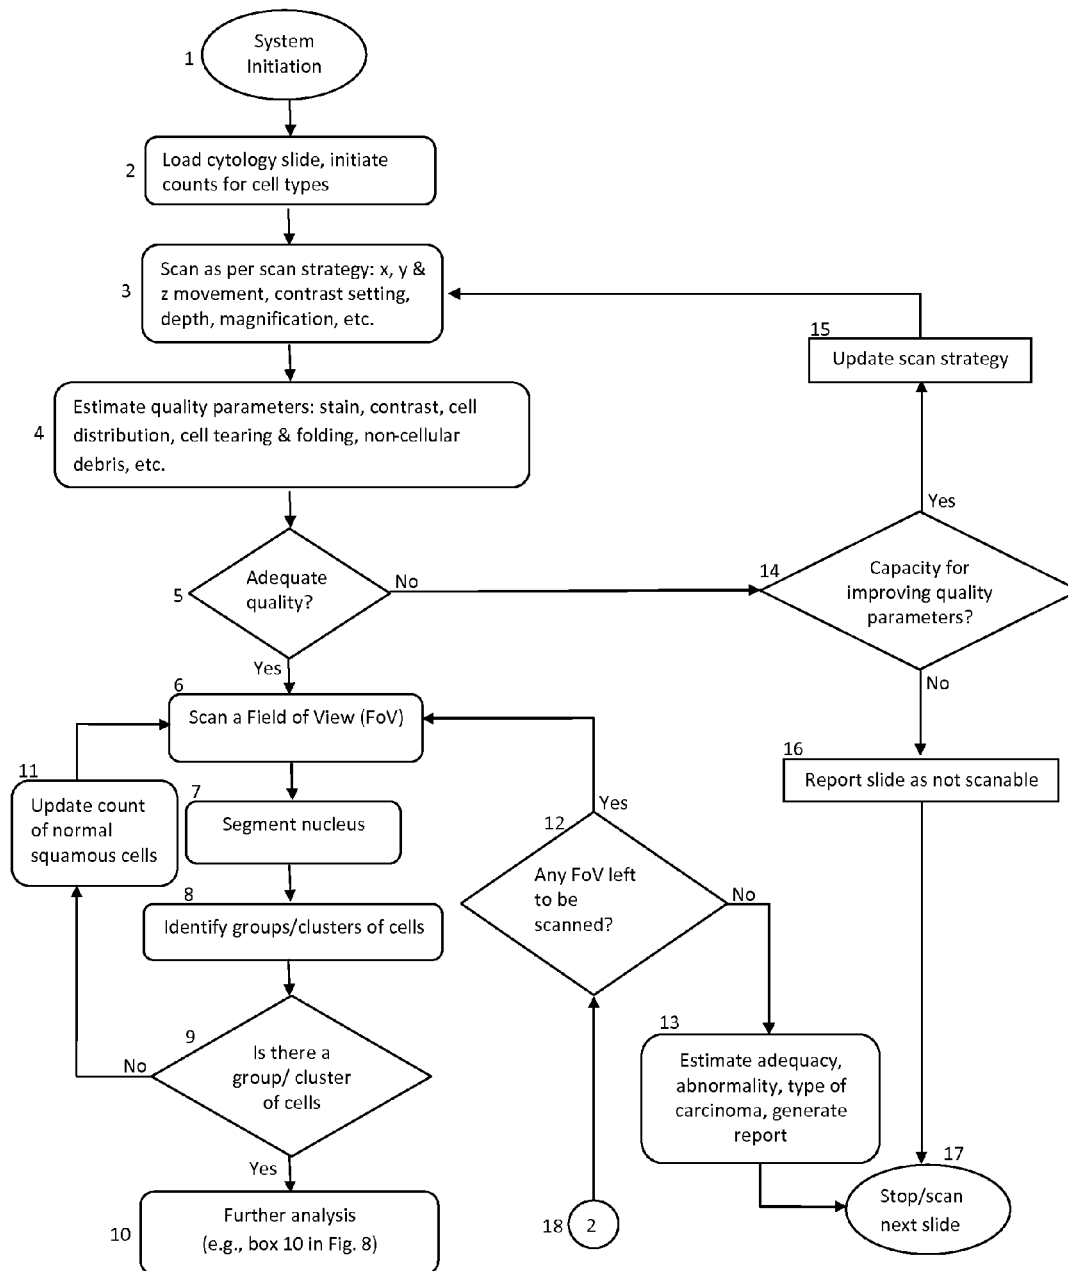 1
System
Initiation
2
Load cytology slide, initiate
counts for cell types
3
Scan as per scan strategy: x, y &
z movement, contrast setting,
depth, magnification, etc.
15
Update scan strategy
4
Estimate quality parameters: stain, contrast, cell
distribution, cell tearing & folding, non-cellular
debris, etc.
Yes
5
Adequate
quality?
No
14
Capacity for
improving quality
parameters?
Yes
No
6
Scan a Field of View (FoV)
16
Report slide as not scanable
11
Update count
of normal
squamous cells
7
Segment nucleus
Yes
12
Any FoV left
to be
scanned?
No
8
Identify groups/clusters of cells
9
Is there a
group/ cluster
of cells
No
Yes
13
Estimate adequacy,
abnormality, type of
carcinoma, generate
report
17
Stop/scan
next slide
10
Further analysis
(e.g., box 10 in Fig. 8)
18
2